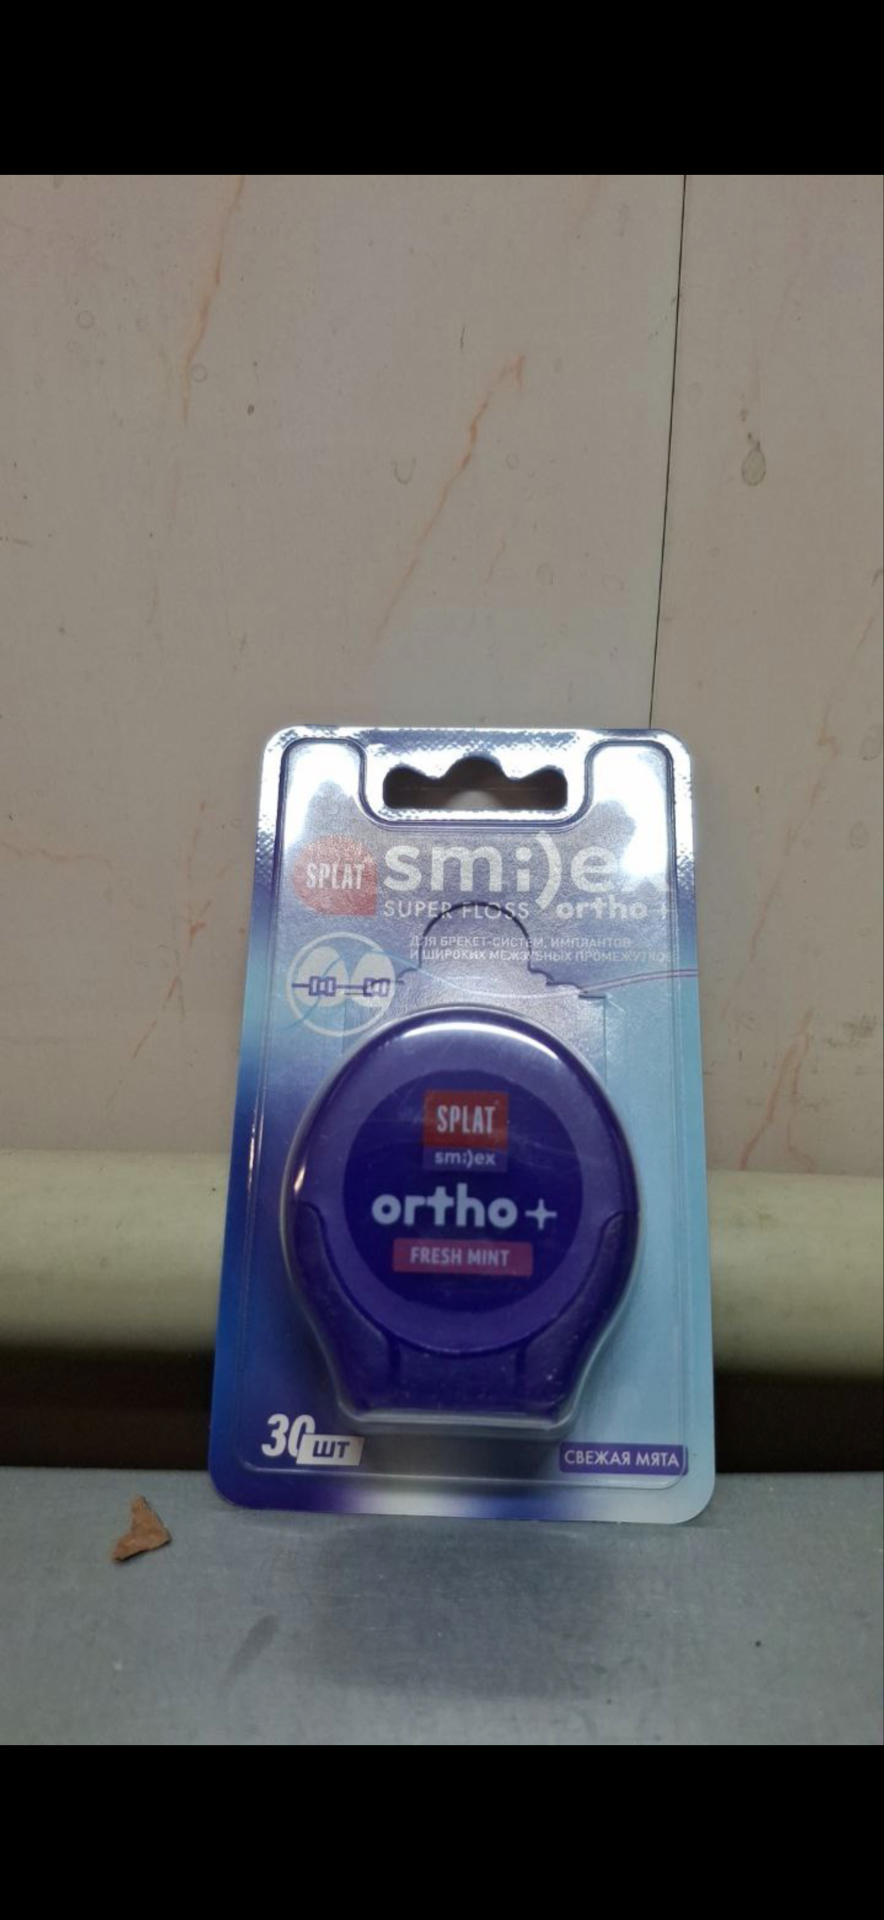 SPLAT
smi)ex
SUPER FLOSS ortho +
ДЛЯ БРЕКЕТ-СИСТЕМ, ИМПЛАНТОВ
И ШИРОКИХ МЕЖЗУБНЫХ ПРОМЕЖУТКОВ
SPLAT
smi)ex
ortho+
FRESH MINT
30 шт
СВЕЖАЯ МЯТА